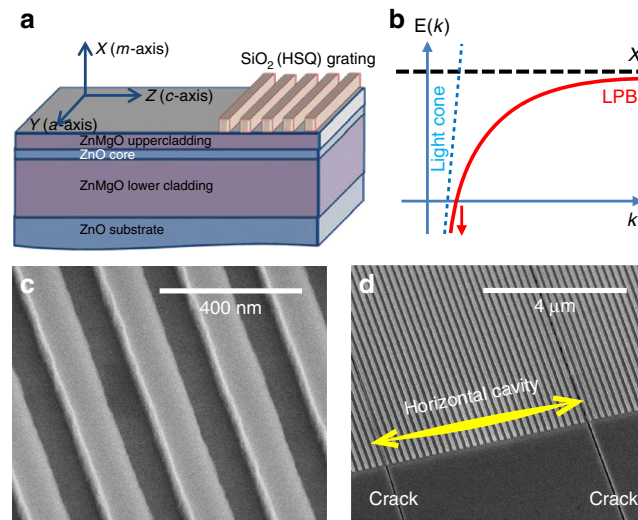 a
X (m-axis)
SiO2 (HSQ) grating
Z (c-axis)
Y (a-axis)
ZnMgO uppercladding
ZnO core
ZnMgO lower cladding
ZnO substrate
b
E(k)
X
LPB
Light cone
k
c
400 nm
d
4 μm
Horizontal cavity
Crack
Crack